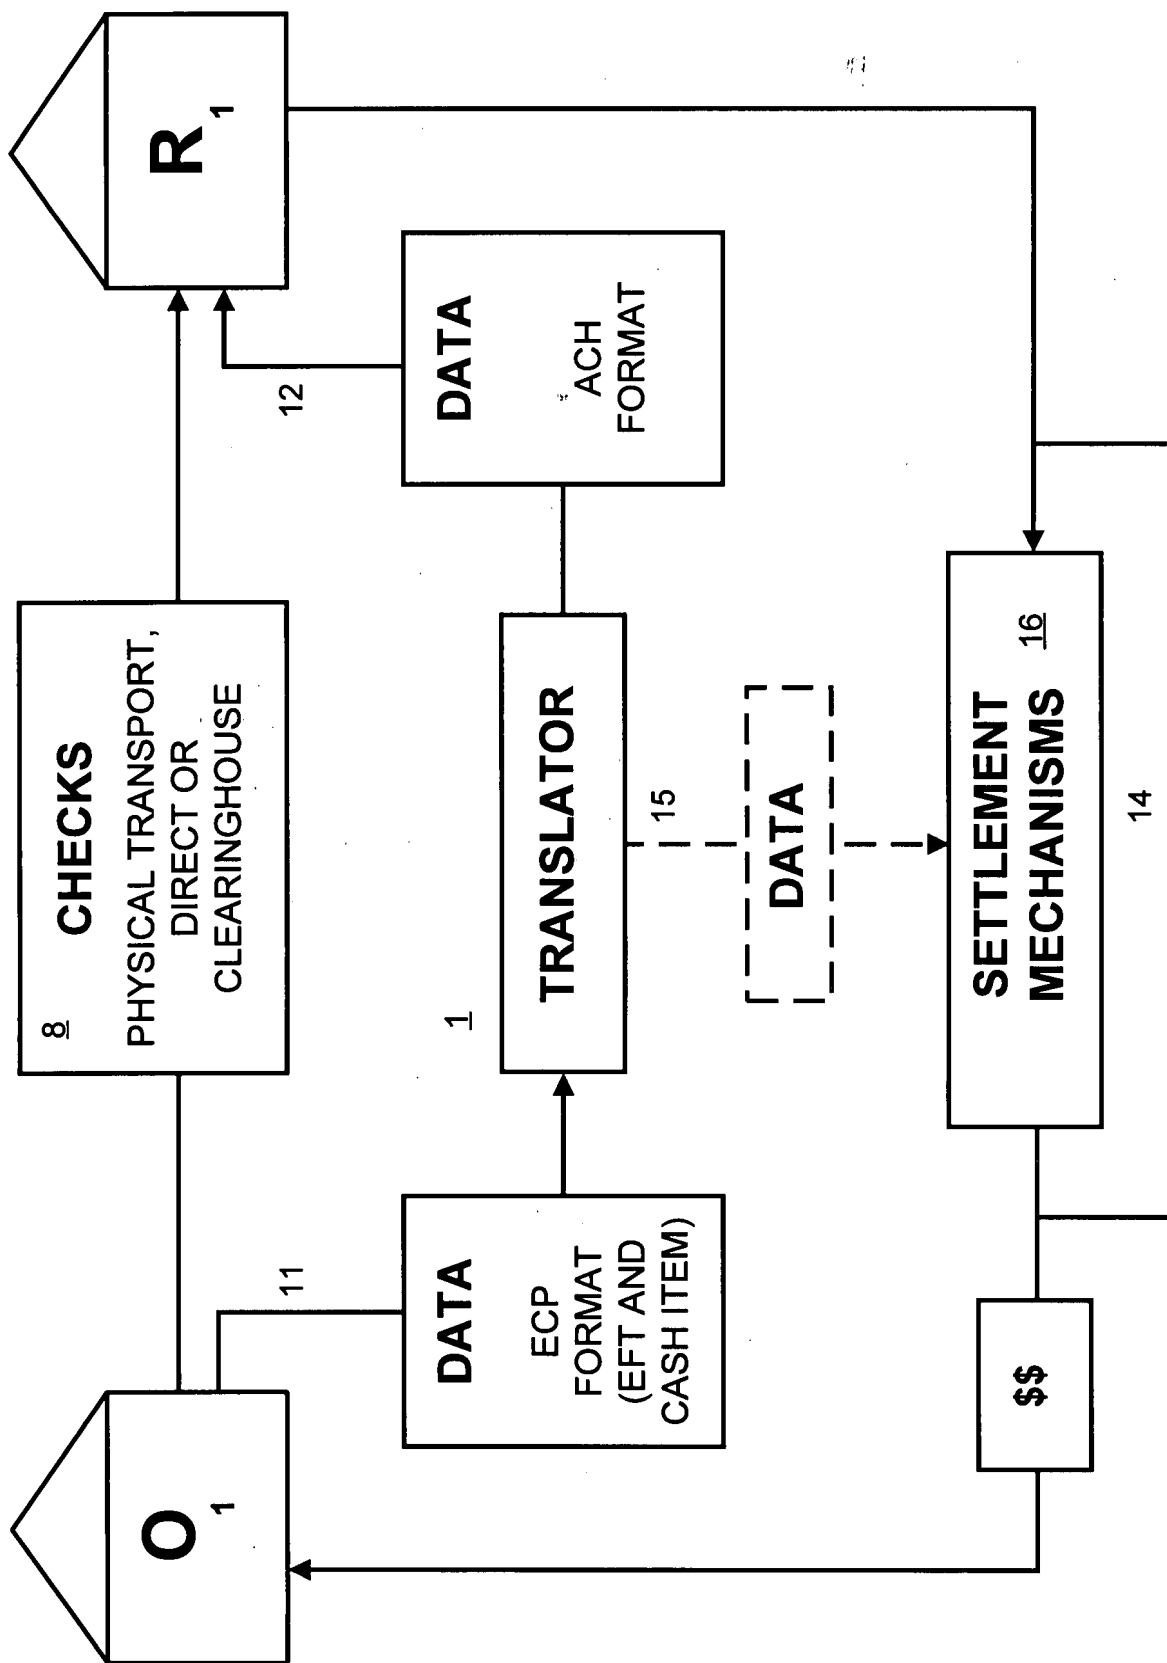 O 1
8
CHECKS
PHYSICAL TRANSPORT,
DIRECT OR
CLEARINGHOUSE
R 1
11
12
DATA
ECP
FORMAT
(EFT AND
CASH ITEM)
1
TRANSLATOR
DATA
ACH
FORMAT
15
DATA
$$
SETTLEMENT
MECHANISMS
16
14